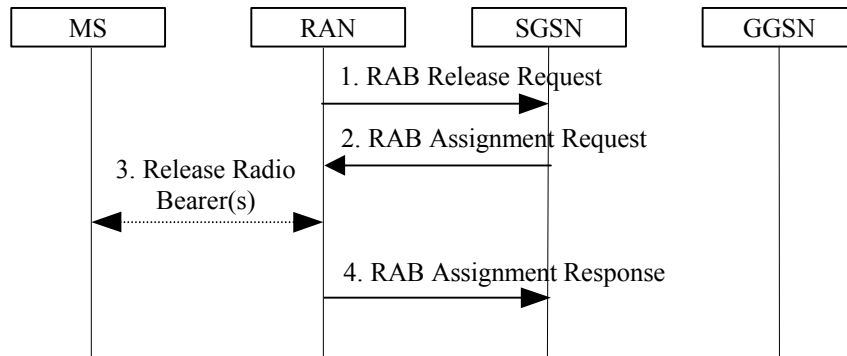 MS
RAN
SGSN
GGSN
1. RAB Release Request
2. RAB Assignment Request
3. Release Radio
Bearer(s)
4. RAB Assignment Response